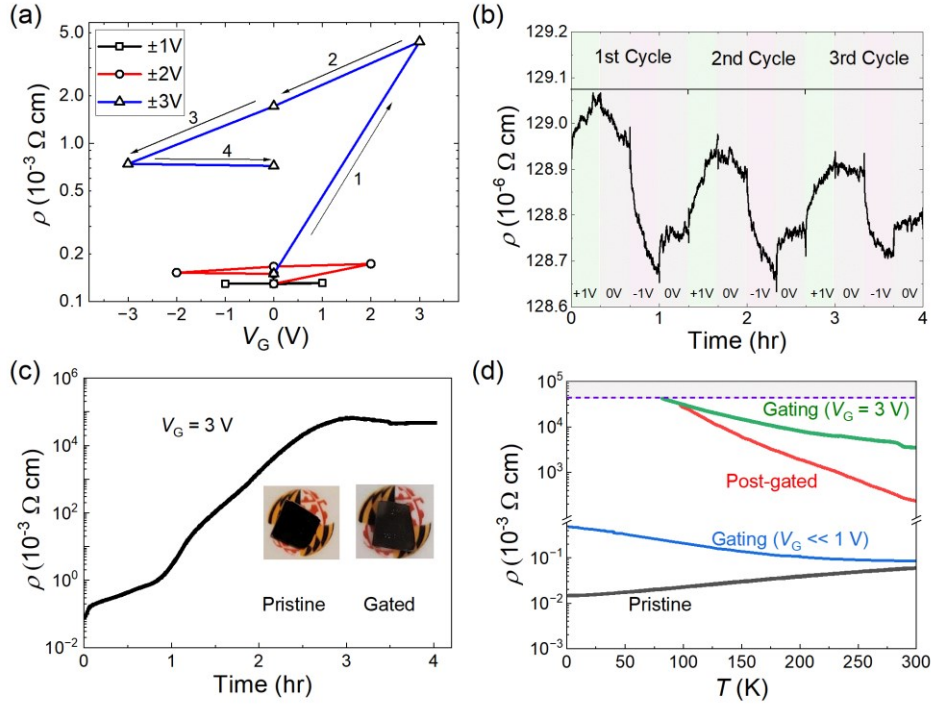 (a)
5.0
2.0
1.0
0.5
0.2
0.1
ρ (10⁻³ Ω cm)
±1V
±2V
±3V
1
2
3
4
−3 −2 −1 0 1 2 3
V_G (V)
(b)
129.2
129.1
129.0
128.9
128.8
128.7
128.6
ρ (10⁻⁶ Ω cm)
1st Cycle 2nd Cycle 3rd Cycle
+1V 0V -1V 0V +1V 0V -1V 0V +1V 0V -1V 0V
0 1 2 3 4
Time (hr)
(c)
10⁶
10⁴
10²
10⁰
10⁻²
ρ (10⁻³ Ω cm)
V_G = 3 V
Pristine Gated
0 1 2 3 4
Time (hr)
(d)
10⁵
10⁴
10³
10⁻¹
10⁻²
10⁻³
ρ (10⁻³ Ω cm)
Gating (V_G = 3 V)
Post-gated
Gating (V_G << 1 V)
Pristine
0 50 100 150 200 250 300
T (K)